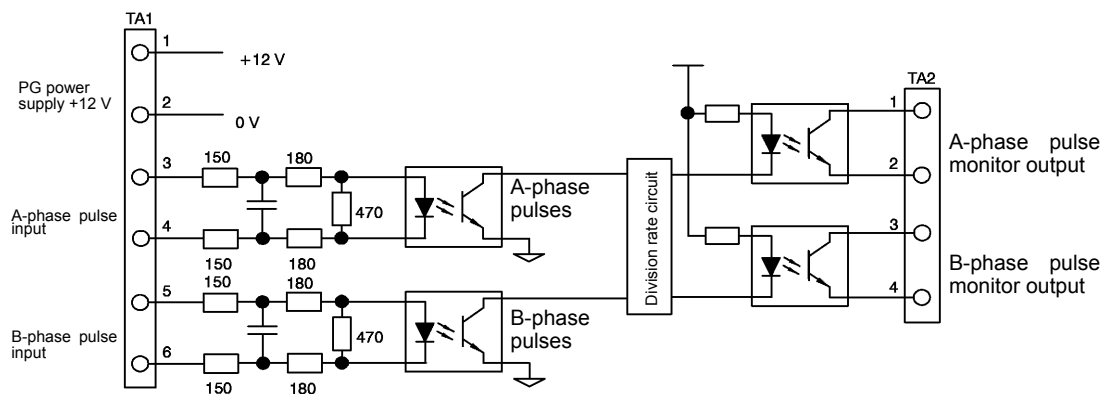 TA1
1
+12 V
PG power
supply +12 V
2
0 V
3
150
180
A-phase pulse
input
470
4
150
180
A-phase
pulses
5
150
180
B-phase pulse
input
470
6
150
180
B-phase
pulses
Division rate circuit
TA2
1
A-phase pulse
monitor output
2
3
B-phase pulse
monitor output
4